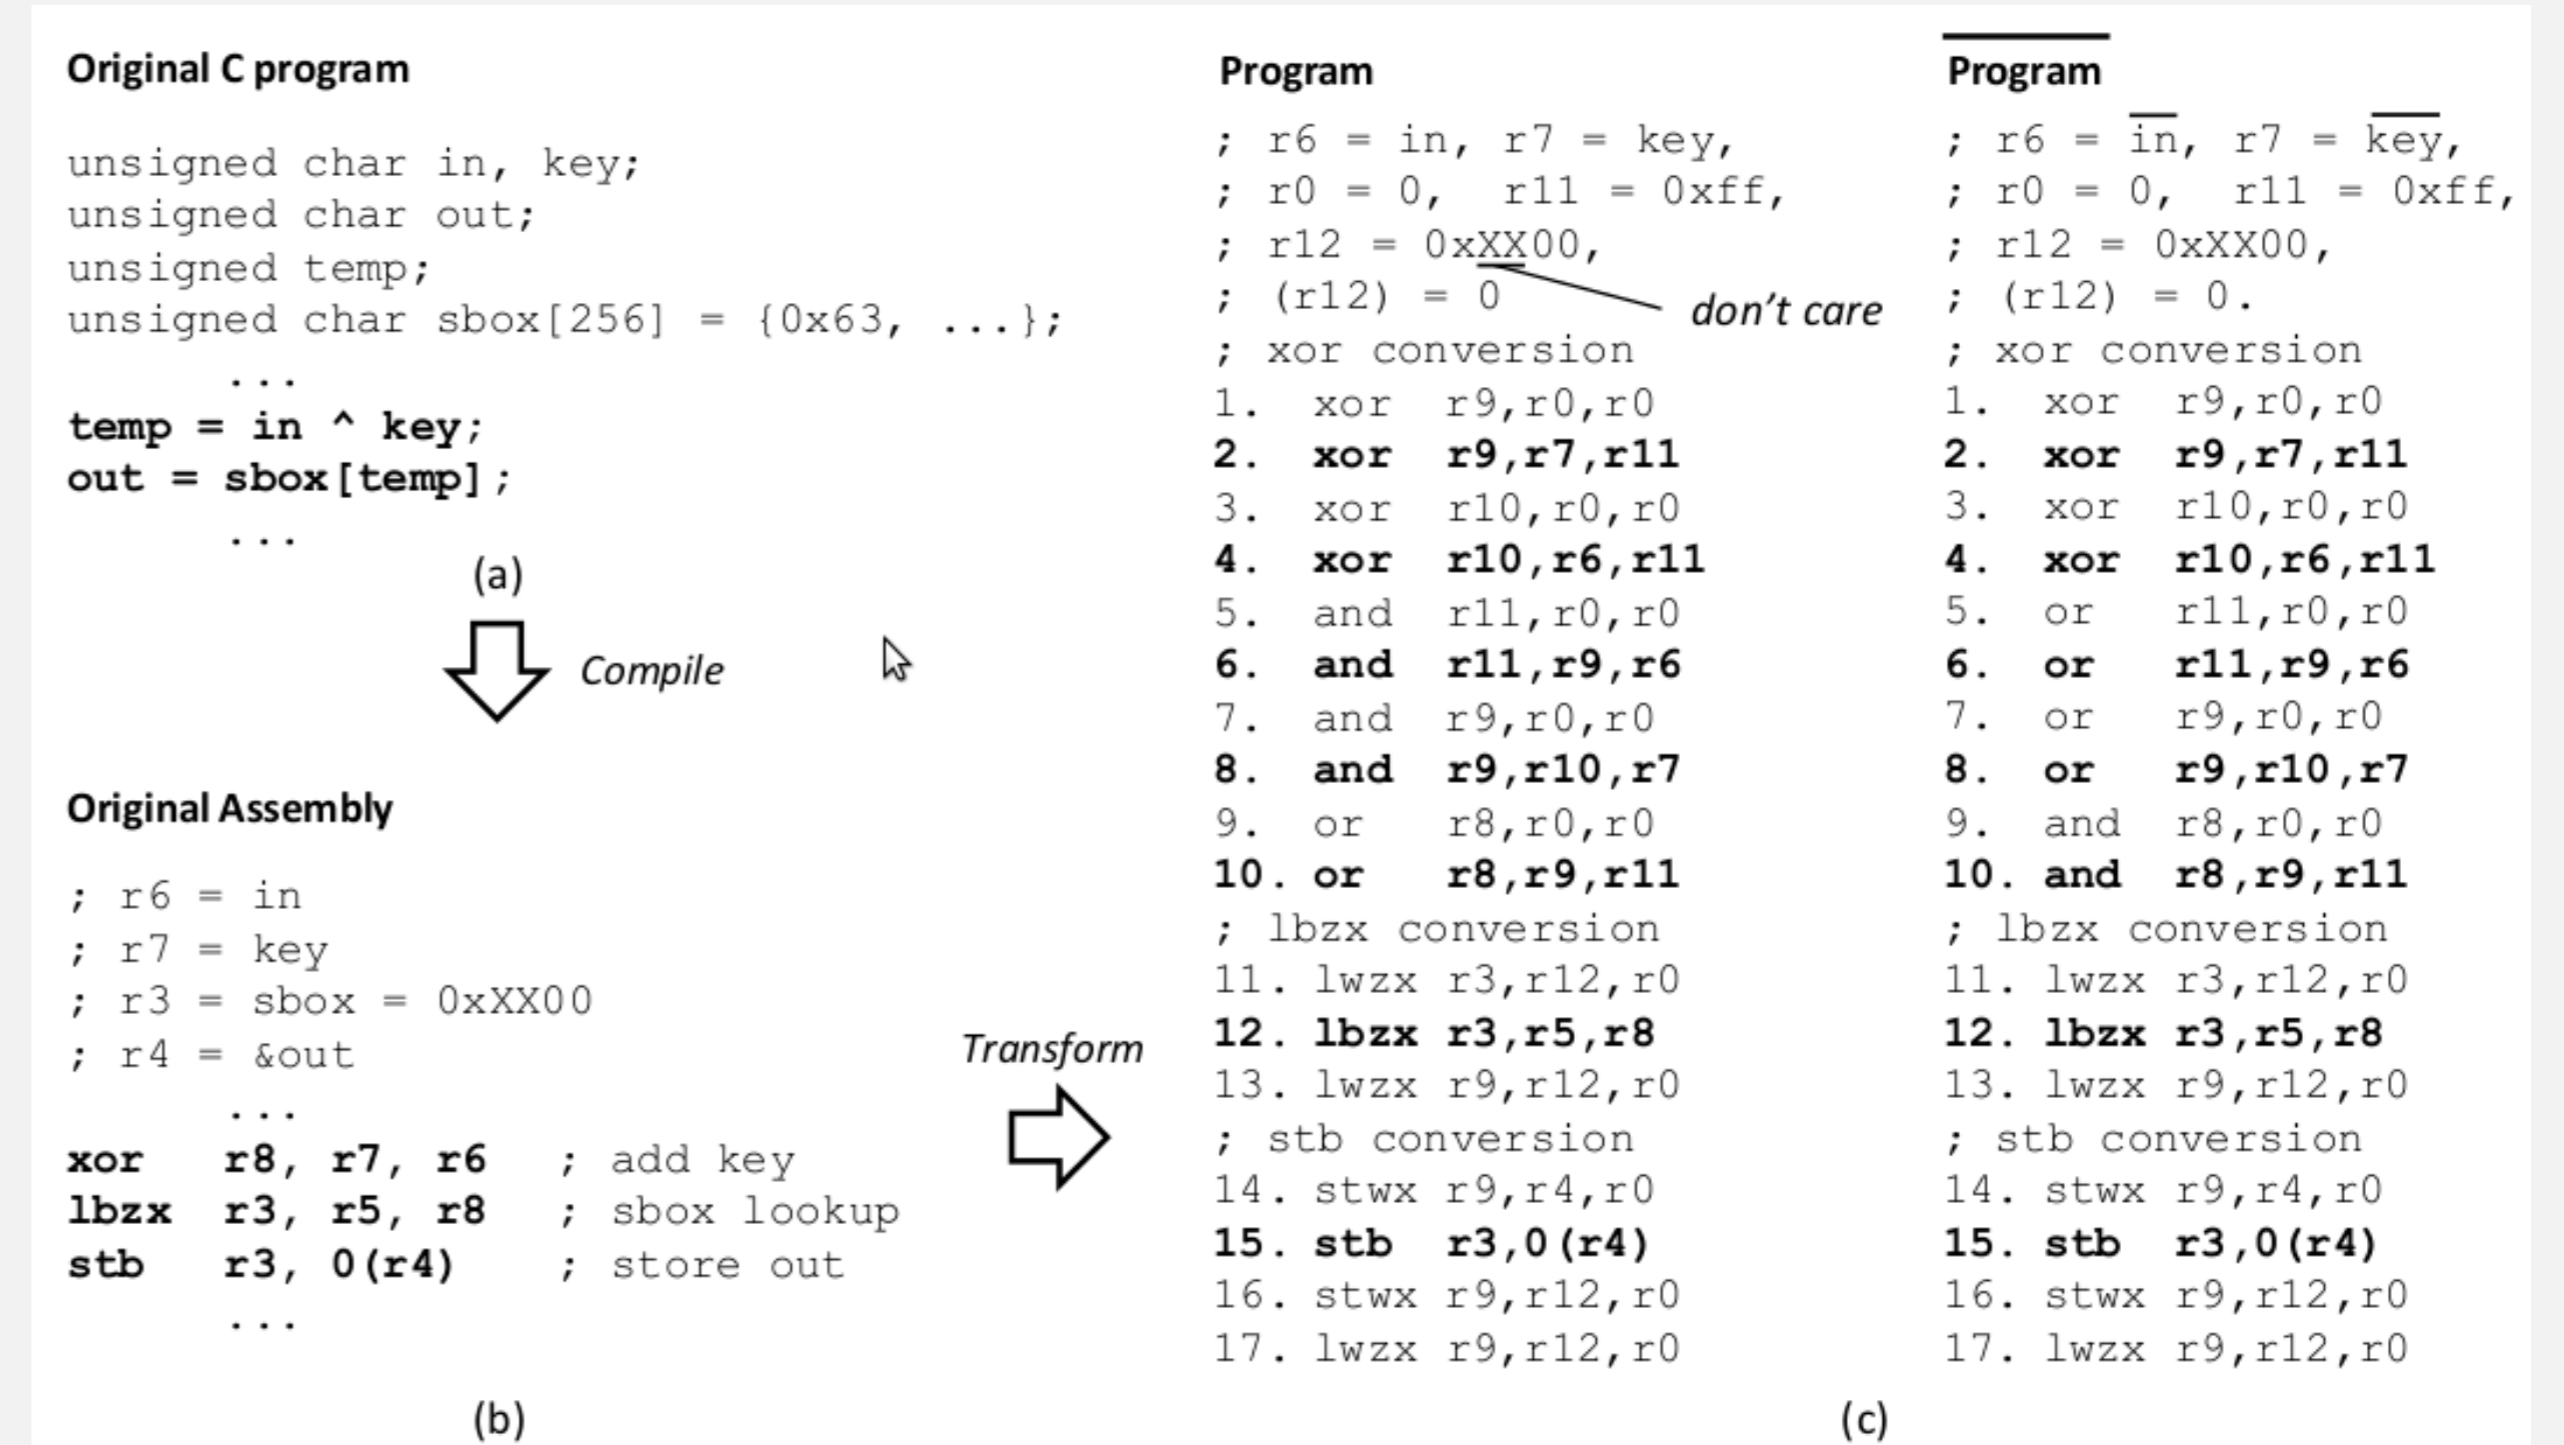 Original C program
unsigned char in, key;
unsigned char out;
unsigned temp;
unsigned char sbox[256] = {0x63, ...};
...
temp = in ^ key;
out = sbox[temp];
...
(a)
Compile
Original Assembly
; r6 = in
; r7 = key
; r3 = sbox = 0xXX00
; r4 = &out
...
xor r8, r7, r6 ; add key
lbzx r3, r5, r8 ; sbox lookup
stb r3, 0(r4) ; store out
...
(b)
Transform
Program
; r6 = in, r7 = key,
; r0 = 0, r11 = 0xff,
; r12 = 0xXX00,
; (r12) = 0
don't care
; xor conversion
1. xor r9,r0,r0
2. xor r9,r7,r11
3. xor r10,r0,r0
4. xor r10,r6,r11
5. and r11,r0,r0
6. and r11,r9,r6
7. and r9,r0,r0
8. and r9,r10,r7
9. or r8,r0,r0
10. or r8,r9,r11
; lbzx conversion
11. lwzx r3,r12,r0
12. lbzx r3,r5,r8
13. lwzx r9,r12,r0
; stb conversion
14. stwx r9,r4,r0
15. stb r3,0(r4)
16. stwx r9,r12,r0
17. lwzx r9,r12,r0
Program
; r6 = in, r7 = key,
; r0 = 0, r11 = 0xff,
; r12 = 0xXX00,
; (r12) = 0.
; xor conversion
1. xor r9,r0,r0
2. xor r9,r7,r11
3. xor r10,r0,r0
4. xor r10,r6,r11
5. or r11,r0,r0
6. or r11,r9,r6
7. or r9,r0,r0
8. or r9,r10,r7
9. and r8,r0,r0
10. and r8,r9,r11
; lbzx conversion
11. lwzx r3,r12,r0
12. lbzx r3,r5,r8
13. lwzx r9,r12,r0
; stb conversion
14. stwx r9,r4,r0
15. stb r3,0(r4)
16. stwx r9,r12,r0
17. lwzx r9,r12,r0
(c)